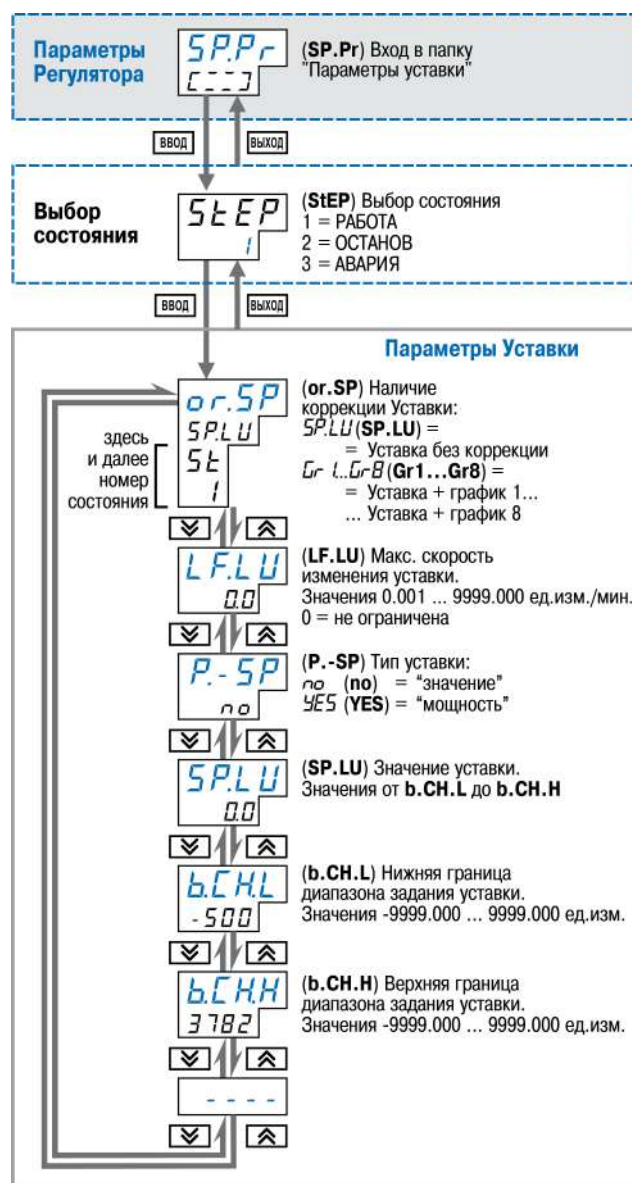 Параметры
Регулятора
SP.Pr
[---]
(SP.Pr) Вход в папку
"Параметры уставки"
ВВОД
ВЫХОД
Выбор
состояния
StEP
1
(StEP) Выбор состояния
1 = РАБОТА
2 = ОСТАНОВ
3 = АВАРИЯ
ВВОД
ВЫХОД
Параметры Уставки
здесь
и далее
номер
состояния
or.SP
SP.LU
St
1
(or.SP) Наличие
коррекции Уставки:
SP.LU (SP.LU) =
= Уставка без коррекции
Gr 1...Gr8 (Gr1...Gr8) =
= Уставка + график 1...
... Уставка + график 8
LF.LU
0.0
(LF.LU) Макс. скорость
изменения уставки.
Значения 0.001 ... 9999.000 ед.изм./мин.
0 = не ограничена
P.-SP
no
(P.-SP) Тип уставки:
no (no) = “значение”
YES (YES) = “мощность”
SP.LU
0.0
(SP.LU) Значение уставки.
Значения от b.CH.L до b.CH.H
b.CH.L
-500
(b.CH.L) Нижняя граница
диапазона задания уставки.
Значения -9999.000 ... 9999.000 ед.изм.
b.CH.H
3782
(b.CH.H) Верхняя граница
диапазона задания уставки.
Значения -9999.000 ... 9999.000 ед.изм.
----